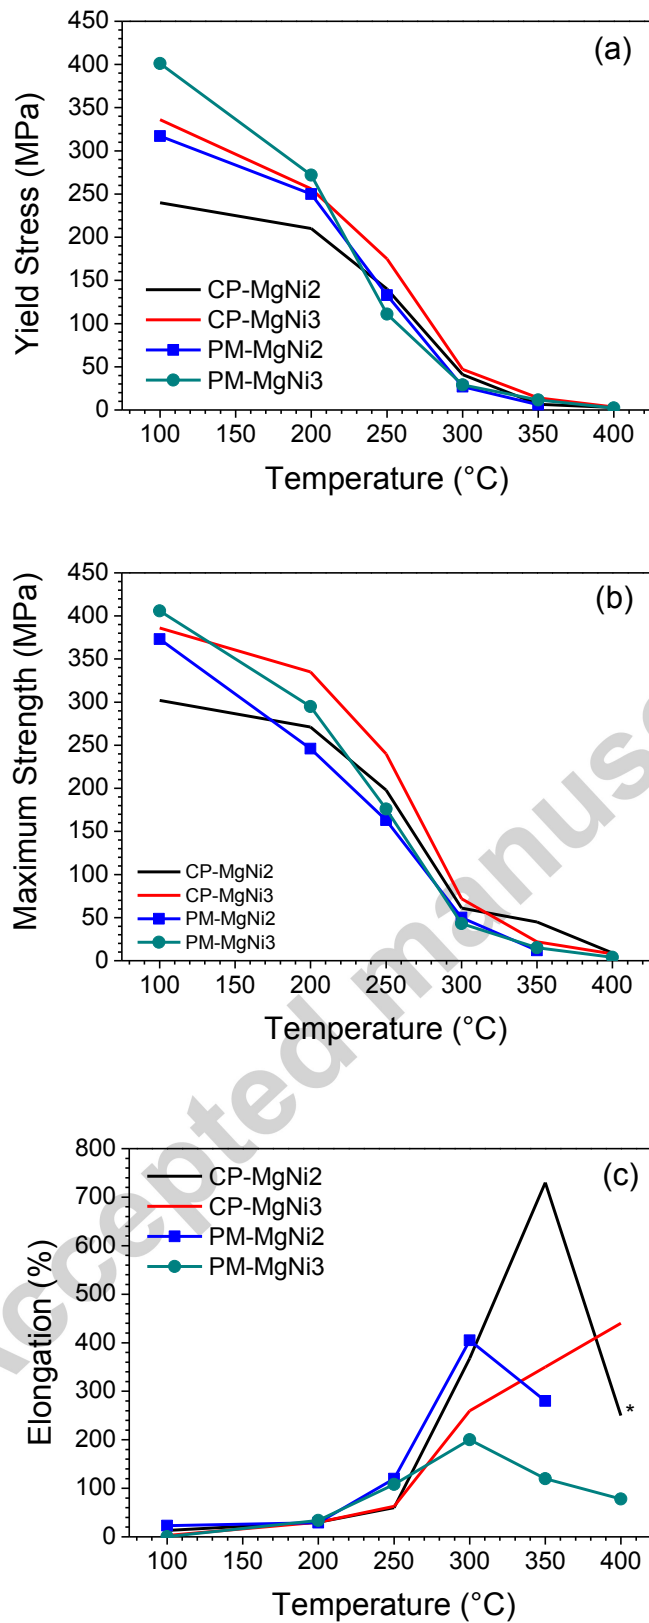 450
400
350
300
250
200
150
100
50
0
Yield Stress (MPa)
(a)
CP-MgNi2
CP-MgNi3
PM-MgNi2
PM-MgNi3
100 150 200 250 300 350 400
Temperature (°C)
450
400
350
300
250
200
150
100
50
0
Maximum Strength (MPa)
(b)
CP-MgNi2
CP-MgNi3
PM-MgNi2
PM-MgNi3
100 150 200 250 300 350 400
Temperature (°C)
800
700
600
500
400
300
200
100
0
Elongation (%)
(c)
CP-MgNi2
CP-MgNi3
PM-MgNi2
PM-MgNi3
*
100 150 200 250 300 350 400
Temperature (°C)
Accepted manus